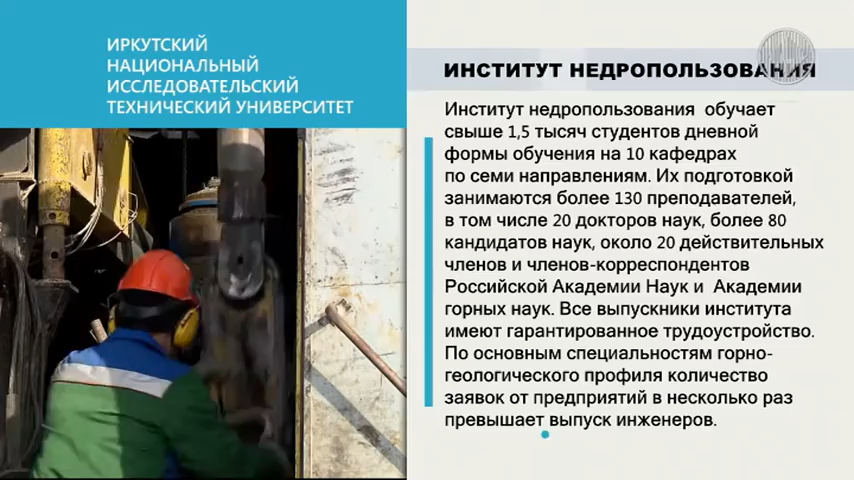 ИРКУТСКИЙ
НАЦИОНАЛЬНЫЙ
ИССЛЕДОВАТЕЛЬСКИЙ
ТЕХНИЧЕСКИЙ УНИВЕРСИТЕТ
ИНСТИТУТ НЕДРОПОЛЬЗОВАНИЯ
Институт недропользования обучает
свыше 1,5 тысяч студентов дневной
формы обучения на 10 кафедрах
по семи направлениям. Их подготовкой
занимаются более 130 преподавателей,
в том числе 20 докторов наук, более 80
кандидатов наук, около 20 действительных
членов и членов-корреспондентов
Российской Академии Наук и Академии
горных наук. Все выпускники института
имеют гарантированное трудоустройство.
По основным специальностям горно-
геологического профиля количество
заявок от предприятий в несколько раз
превышает выпуск инженеров.